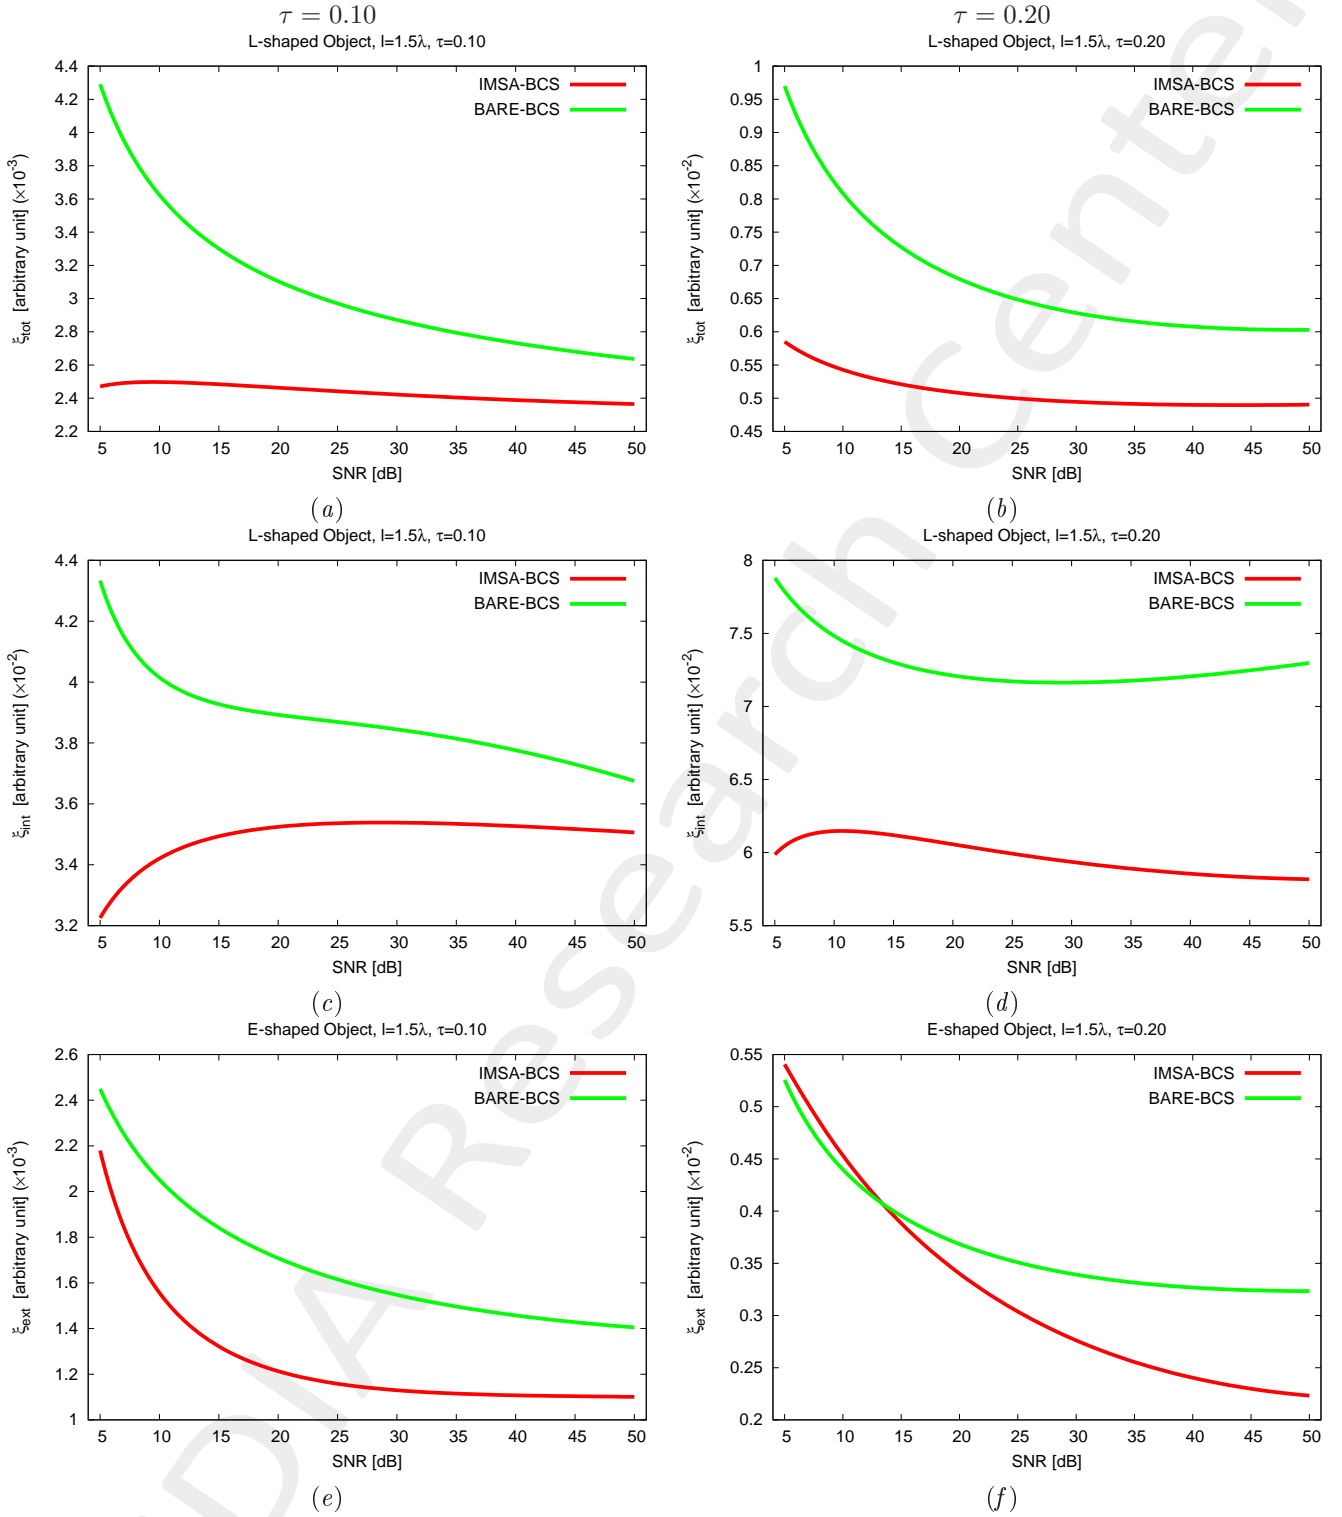 τ = 0.10
τ = 0.20
L-shaped Object, l=1.5λ, τ=0.10
ξtot [arbitrary unit] (×10-3)
4.4
4.2
4
3.8
3.6
3.4
3.2
3
2.8
2.6
2.4
2.2
IMSA-BCS
BARE-BCS
5 10 15 20 25 30 35 40 45 50
SNR [dB]
(a)
L-shaped Object, l=1.5λ, τ=0.20
ξtot [arbitrary unit] (×10-2)
1
0.95
0.9
0.85
0.8
0.75
0.7
0.65
0.6
0.55
0.5
0.45
IMSA-BCS
BARE-BCS
5 10 15 20 25 30 35 40 45 50
SNR [dB]
(b)
L-shaped Object, l=1.5λ, τ=0.10
ξint [arbitrary unit] (×10-2)
4.4
4.2
4
3.8
3.6
3.4
3.2
IMSA-BCS
BARE-BCS
5 10 15 20 25 30 35 40 45 50
SNR [dB]
(c)
L-shaped Object, l=1.5λ, τ=0.20
ξint [arbitrary unit] (×10-2)
8
7.5
7
6.5
6
5.5
IMSA-BCS
BARE-BCS
5 10 15 20 25 30 35 40 45 50
SNR [dB]
(d)
E-shaped Object, l=1.5λ, τ=0.10
ξext [arbitrary unit] (×10-3)
2.6
2.4
2.2
2
1.8
1.6
1.4
1.2
1
IMSA-BCS
BARE-BCS
5 10 15 20 25 30 35 40 45 50
SNR [dB]
(e)
E-shaped Object, l=1.5λ, τ=0.20
ξext [arbitrary unit] (×10-2)
0.55
0.5
0.45
0.4
0.35
0.3
0.25
0.2
IMSA-BCS
BARE-BCS
5 10 15 20 25 30 35 40 45 50
SNR [dB]
(f)
DIA Research Center